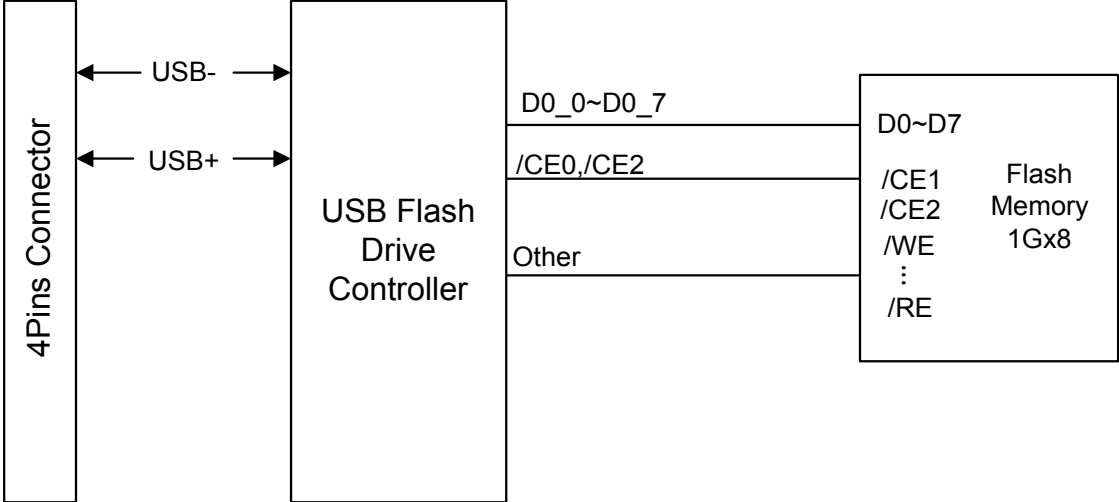 4Pins Connector
USB-
USB+
USB Flash
Drive
Controller
D0_0~D0_7
/CE0,/CE2
Other
D0~D7
/CE1
/CE2
/WE
⋮
/RE
Flash
Memory
1Gx8